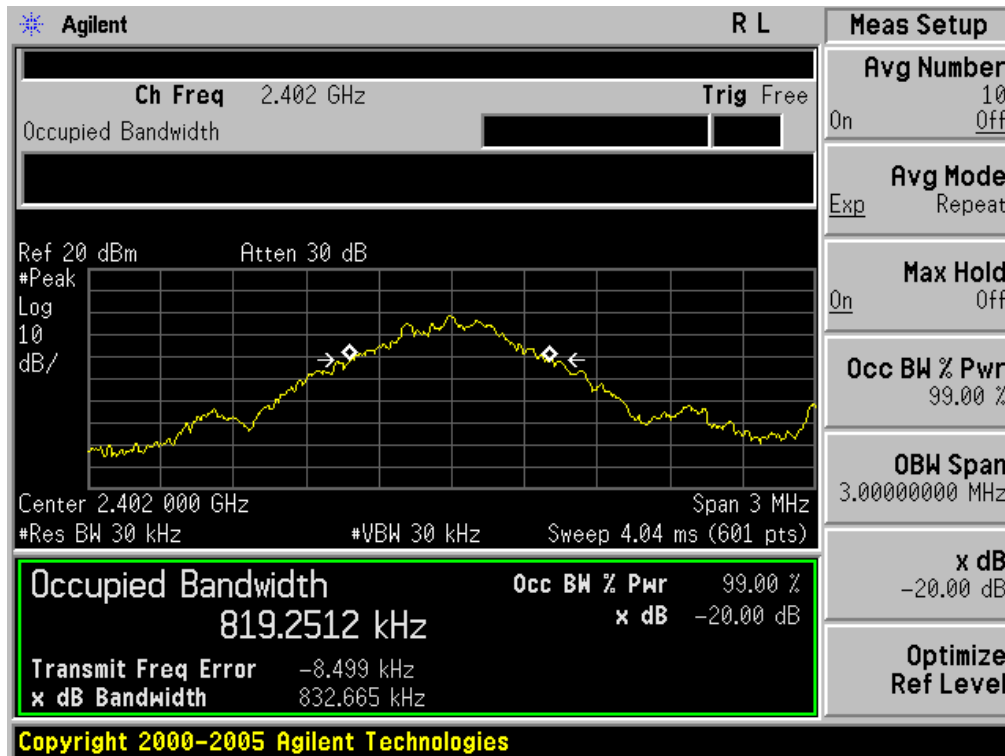 Agilent R L
Ch Freq 2.402 GHz Trig Free
Occupied Bandwidth
Ref 20 dBm Atten 30 dB
#Peak
Log
10
dB/
Center 2.402 000 GHz Span 3 MHz
#Res BW 30 kHz #VBW 30 kHz Sweep 4.04 ms (601 pts)
Occupied Bandwidth
819.2512 kHz
Occ BW % Pwr 99.00 %
x dB -20.00 dB
Transmit Freq Error -8.499 kHz
x dB Bandwidth 832.665 kHz
Copyright 2000-2005 Agilent Technologies
Meas Setup
Avg Number
10
On Off
Avg Mode
Exp Repeat
Max Hold
On Off
Occ BW % Pwr
99.00 %
OBW Span
3.00000000 MHz
x dB
-20.00 dB
Optimize
Ref Level